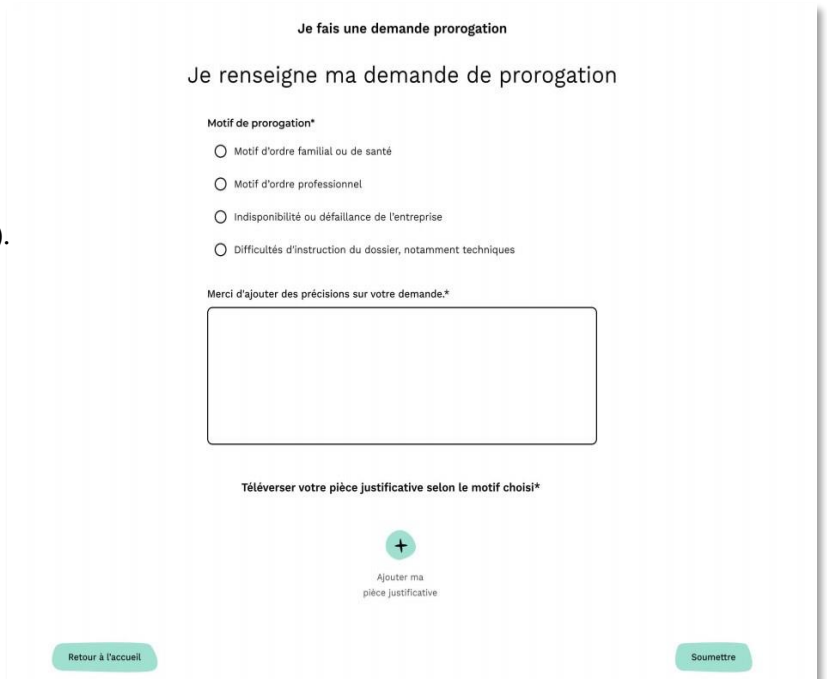 Je fais une demande prorogation
Je renseigne ma demande de prorogation
Motif de prorogation*
Motif d'ordre familial ou de santé
Motif d'ordre professionnel
Indisponibilité ou défaillance de l'entreprise
).
Difficultés d'instruction du dossier, notamment techniques
Merci d'ajouter des précisions sur votre demande.*
Téléverser votre pièce justificative selon le motif choisi*
+
Ajouter ma
pièce justificative
Retour à l'accueil
Soumettre